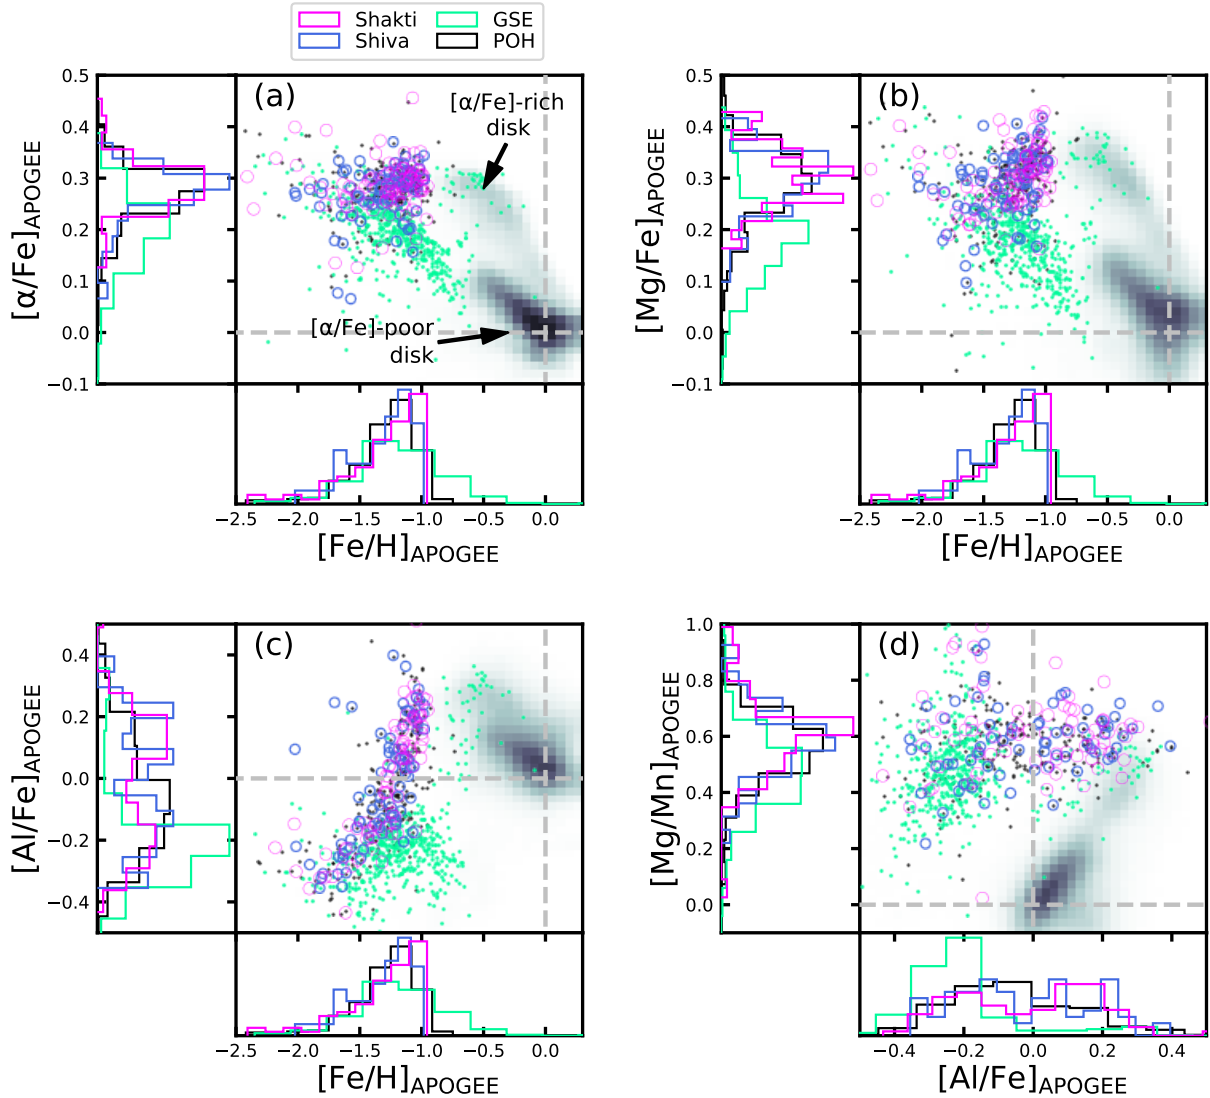 Shakti GSE
Shiva POH
0.5
0.4
0.3
0.2
0.1
0.0
−0.1
[α/Fe]APOGEE
(a)
[α/Fe]-rich
disk
[α/Fe]-poor
disk
−2.5 −2.0 −1.5 −1.0 −0.5 0.0
[Fe/H]APOGEE
0.5
0.4
0.3
0.2
0.1
0.0
−0.1
[Mg/Fe]APOGEE
(b)
−2.5 −2.0 −1.5 −1.0 −0.5 0.0
[Fe/H]APOGEE
0.4
0.2
0.0
−0.2
−0.4
[Al/Fe]APOGEE
(c)
−2.5 −2.0 −1.5 −1.0 −0.5 0.0
[Fe/H]APOGEE
1.0
0.8
0.6
0.4
0.2
0.0
[Mg/Mn]APOGEE
(d)
−0.4 −0.2 0.0 0.2 0.4
[Al/Fe]APOGEE